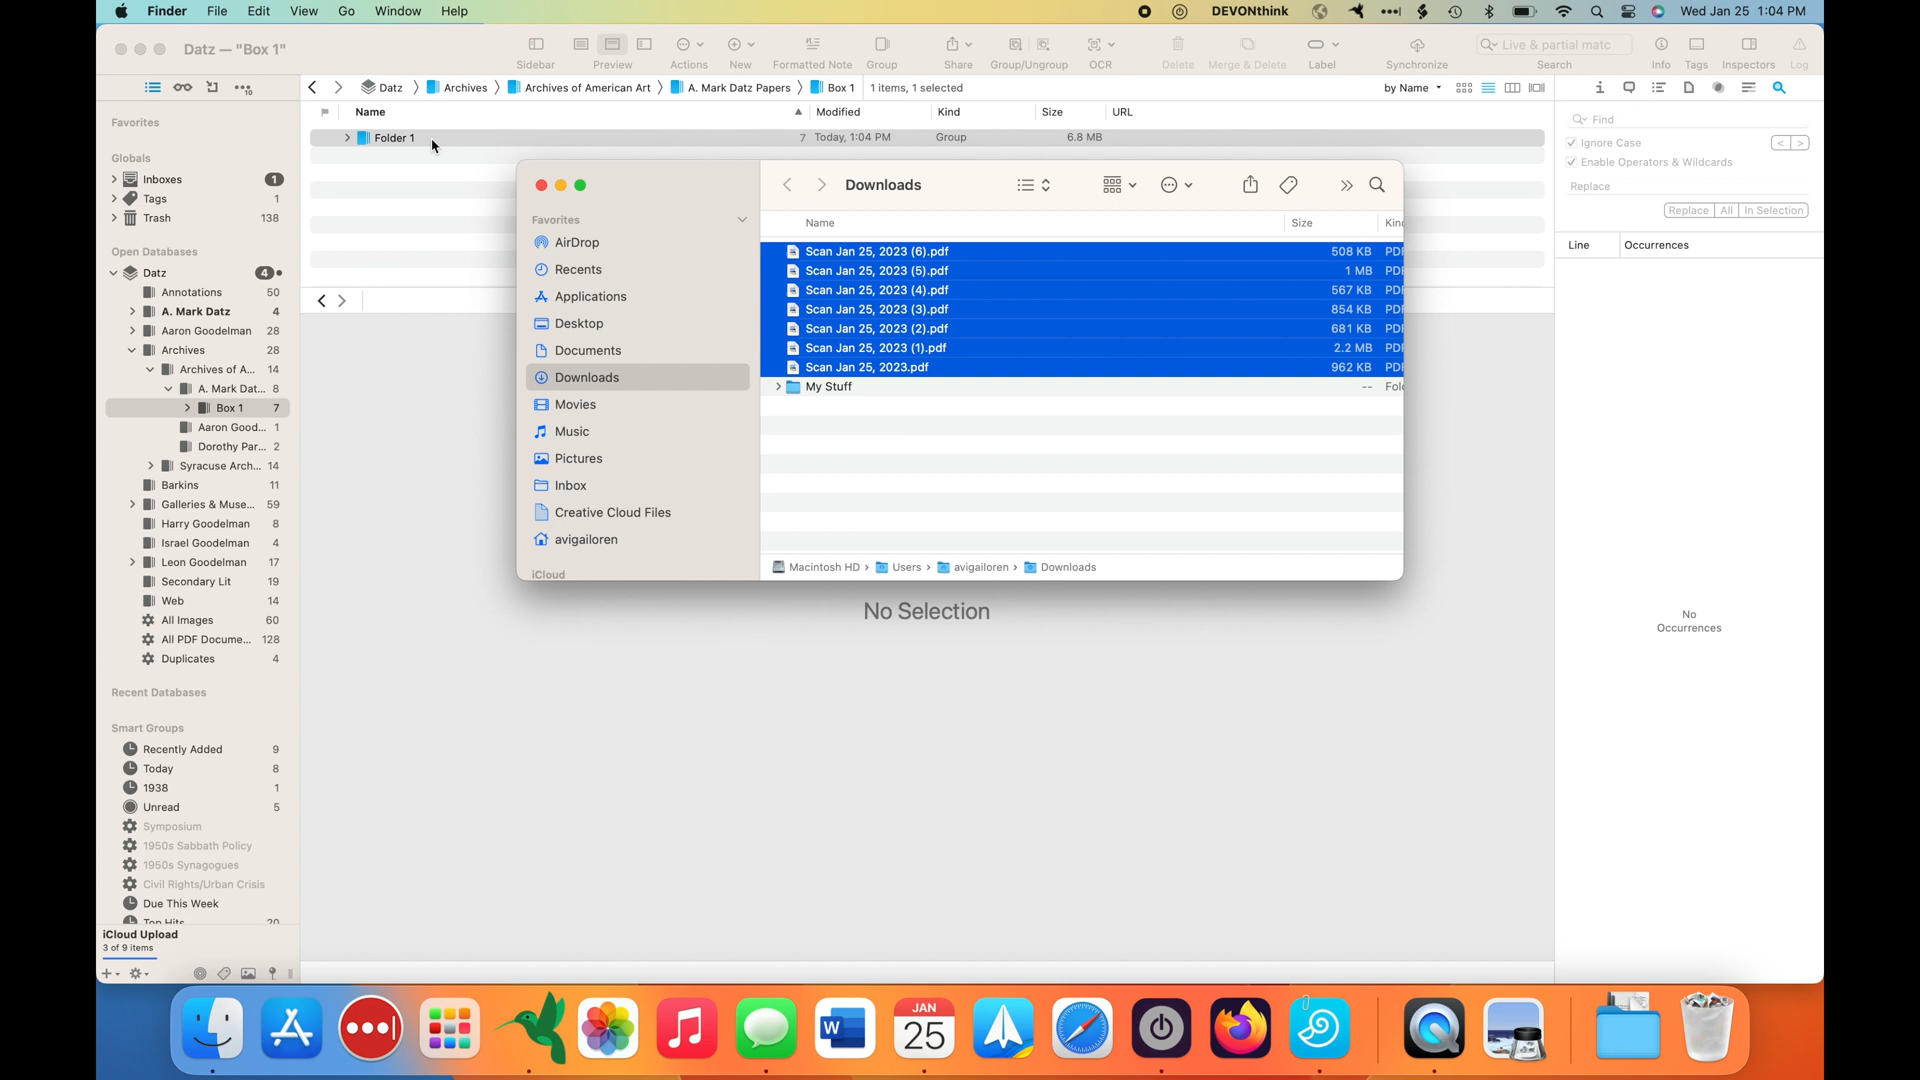 Finder File Edit View Go Window Help DEVONthink Wed Jan 25 1:04 PM
Datz — "Box 1"
Sidebar Preview Actions New Formatted Note Group Share Group/Ungroup OCR Delete Merge & Delete Label Synchronize Search Info Tags Inspectors Log
Live & partial matc
Datz Archives Archives of American Art A. Mark Datz Papers Box 1 1 items, 1 selected by Name
Name Modified Kind Size URL
Folder 1 7 Today, 1:04 PM Group 6.8 MB
Favorites
Globals
Inboxes 1
Tags 1
Trash 138
Open Databases
Datz 4
Annotations 50
A. Mark Datz 4
Aaron Goodelman 28
Archives 28
Archives of A... 14
A. Mark Dat... 8
Box 1 7
Aaron Good... 1
Dorothy Par... 2
Syracuse Arch... 14
Barkins 11
Galleries & Muse... 59
Harry Goodelman 8
Israel Goodelman 4
Leon Goodelman 17
Secondary Lit 19
Web 14
All Images 60
All PDF Docume... 128
Duplicates 4
Recent Databases
Smart Groups
Recently Added 9
Today 8
1938 1
Unread 5
Symposium
1950s Sabbath Policy
1950s Synagogues
Civil Rights/Urban Crisis
Due This Week
Top Hits 20
iCloud Upload
3 of 9 items
Downloads
Favorites
AirDrop
Recents
Applications
Desktop
Documents
Downloads
Movies
Music
Pictures
Inbox
Creative Cloud Files
avigailoren
iCloud
Name Size Kind
Scan Jan 25, 2023 (6).pdf 508 KB PDF
Scan Jan 25, 2023 (5).pdf 1 MB PDF
Scan Jan 25, 2023 (4).pdf 567 KB PDF
Scan Jan 25, 2023 (3).pdf 854 KB PDF
Scan Jan 25, 2023 (2).pdf 681 KB PDF
Scan Jan 25, 2023 (1).pdf 2.2 MB PDF
Scan Jan 25, 2023.pdf 962 KB PDF
My Stuff -- Fol
Macintosh HD › Users › avigailoren › Downloads
No Selection
Find
Ignore Case < >
Enable Operators & Wildcards
Replace
Replace All In Selection
Line Occurrences
No
Occurrences
W
JAN
25